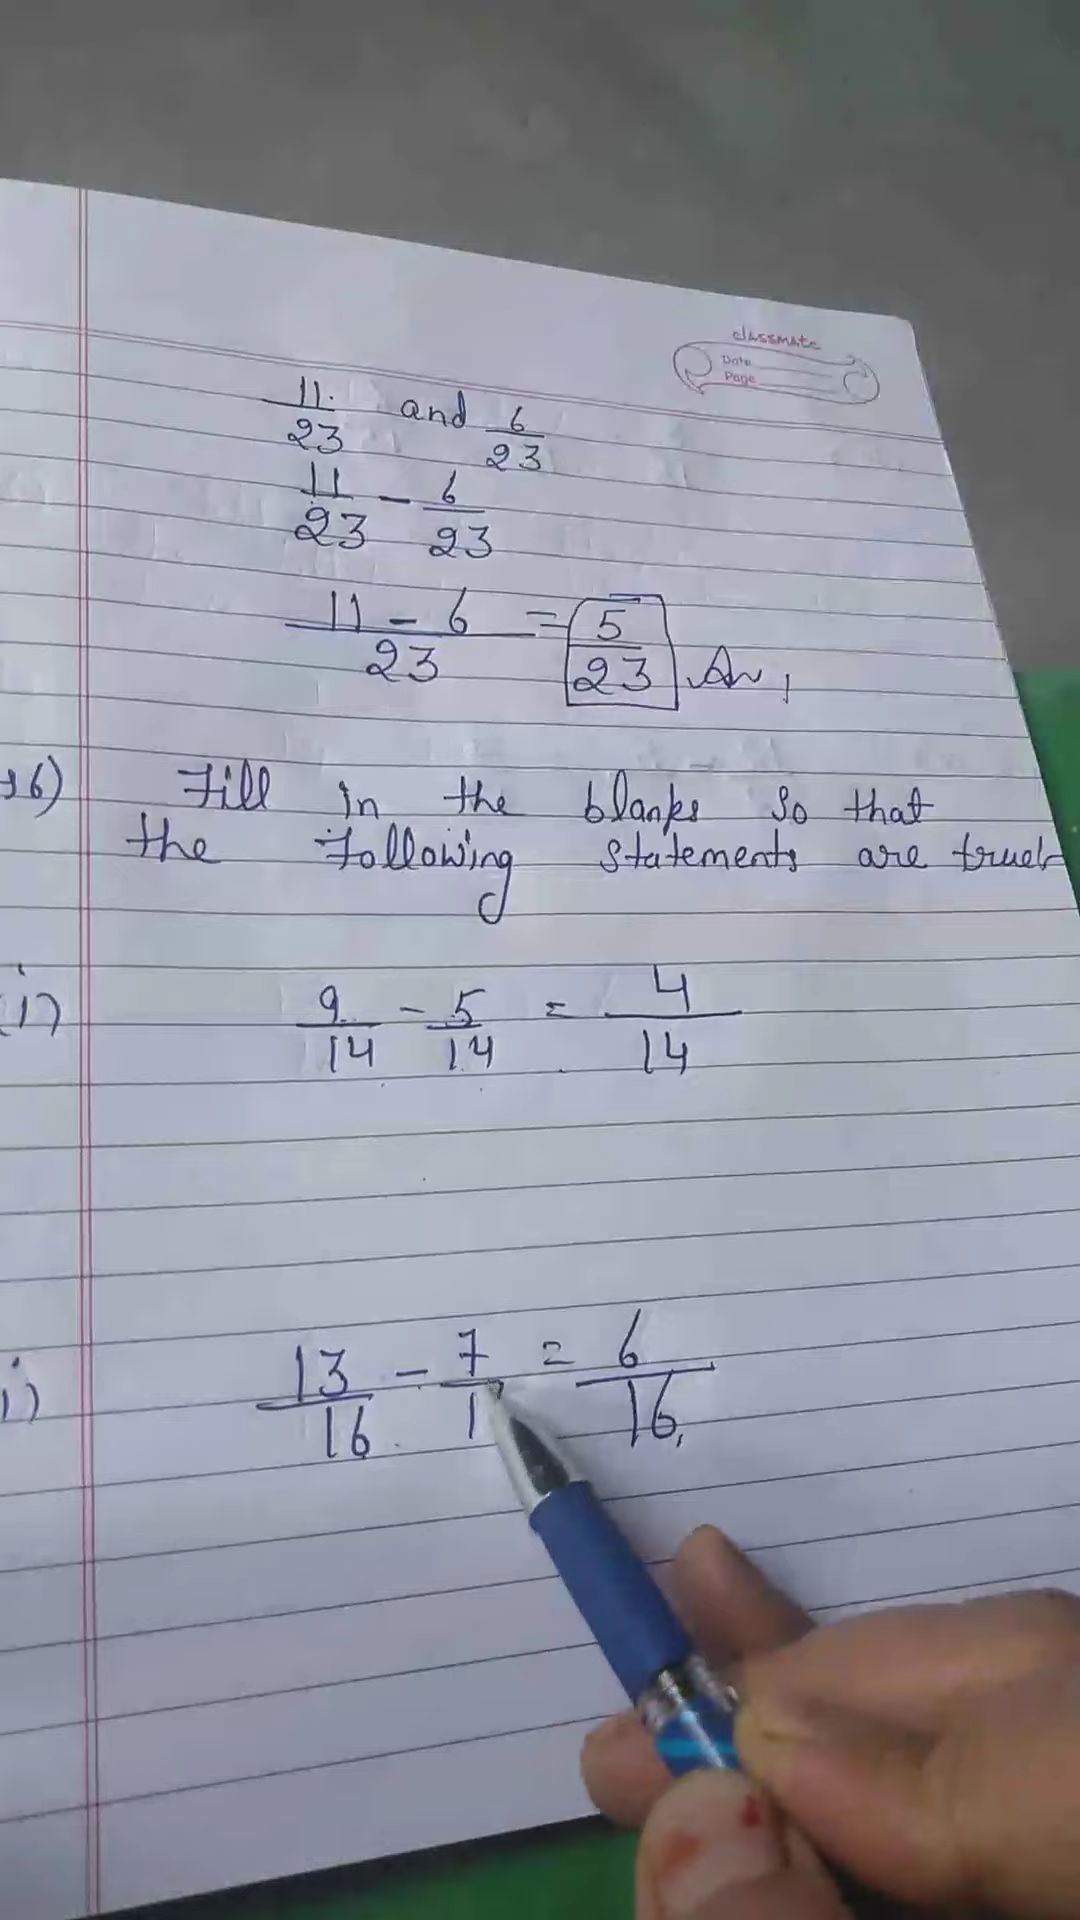 classmate
Date
Page
11/23 and 6/23
11/23 - 6/23
11 - 6/23 = 5/23 Ans,
16) Fill in the blanks so that
the following statements are true:-
(i) 9/14 - 5/14 = 4/14
i) 13/16 - 7/1 = 6/16,